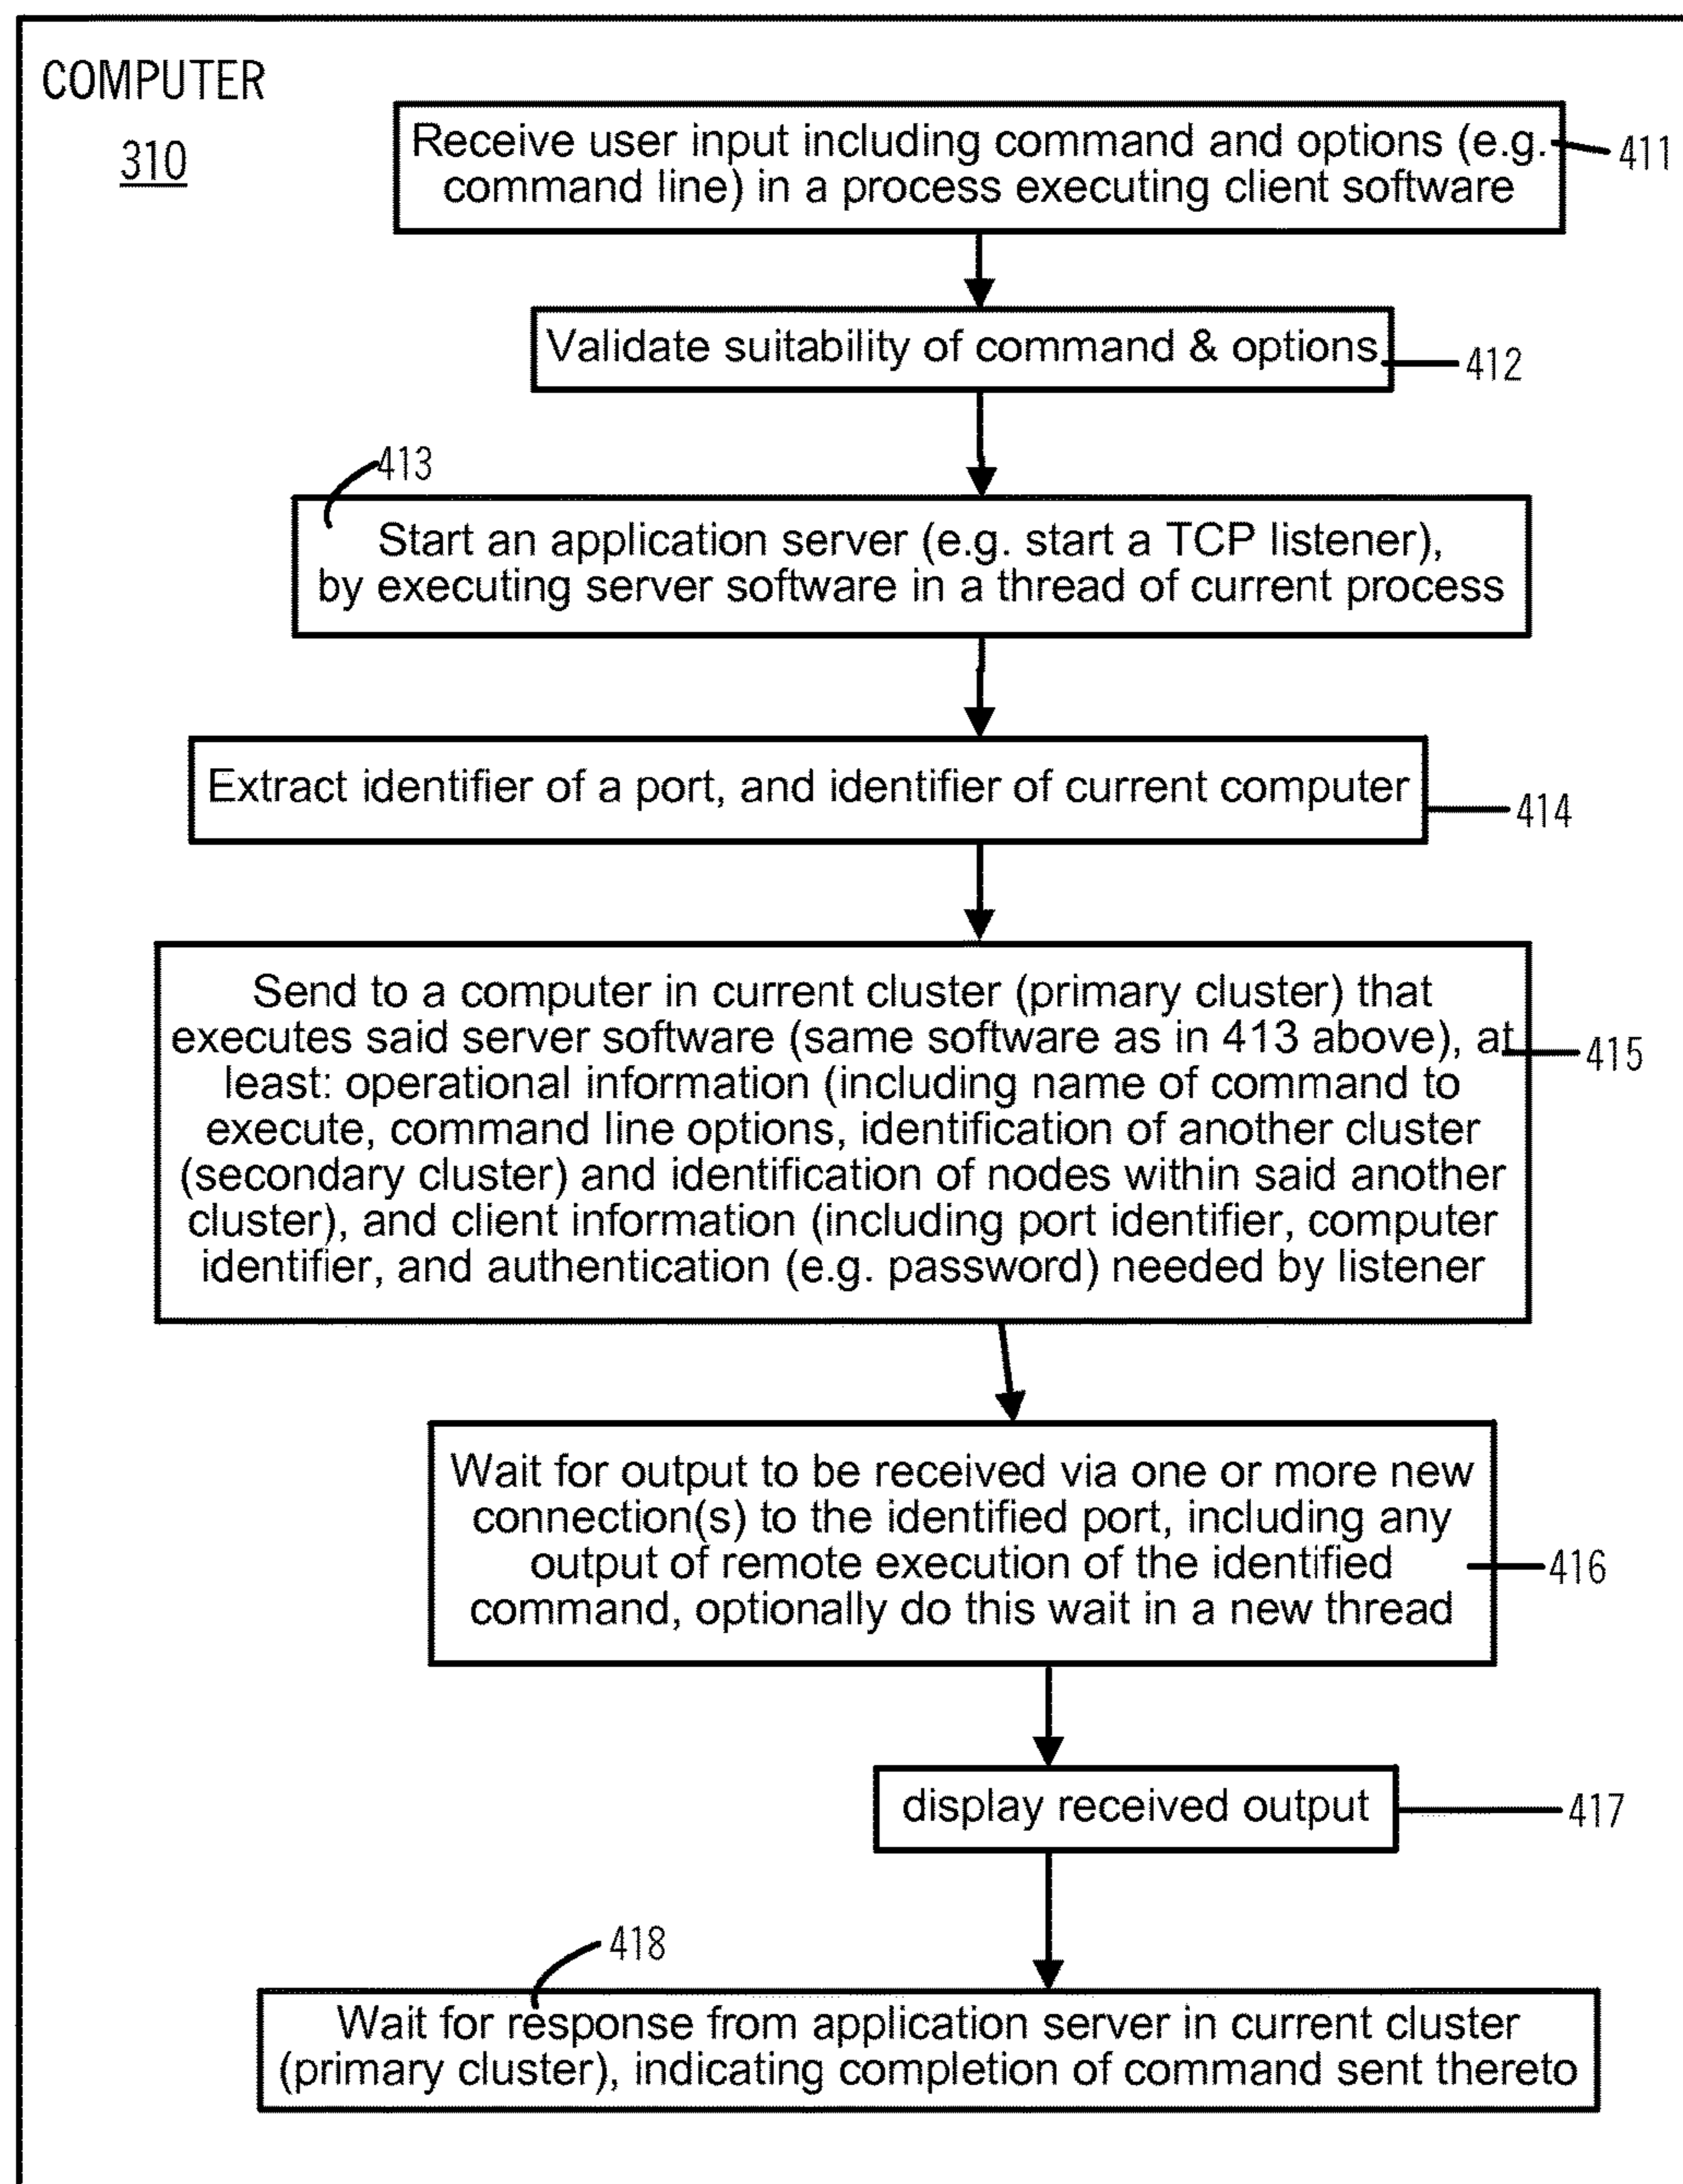 COMPUTER
310
Receive user input including command and options (e.g.
command line) in a process executing client software
411
Validate suitability of command & options
412
413
Start an application server (e.g. start a TCP listener),
by executing server software in a thread of current process
Extract identifier of a port, and identifier of current computer
414
Send to a computer in current cluster (primary cluster) that
executes said server software (same software as in 413 above), at
least: operational information (including name of command to
execute, command line options, identification of another cluster
(secondary cluster) and identification of nodes within said another
cluster), and client information (including port identifier, computer
identifier, and authentication (e.g. password) needed by listener
415
Wait for output to be received via one or more new
connection(s) to the identified port, including any
output of remote execution of the identified
command, optionally do this wait in a new thread
416
display received output
417
418
Wait for response from application server in current cluster
(primary cluster), indicating completion of command sent thereto